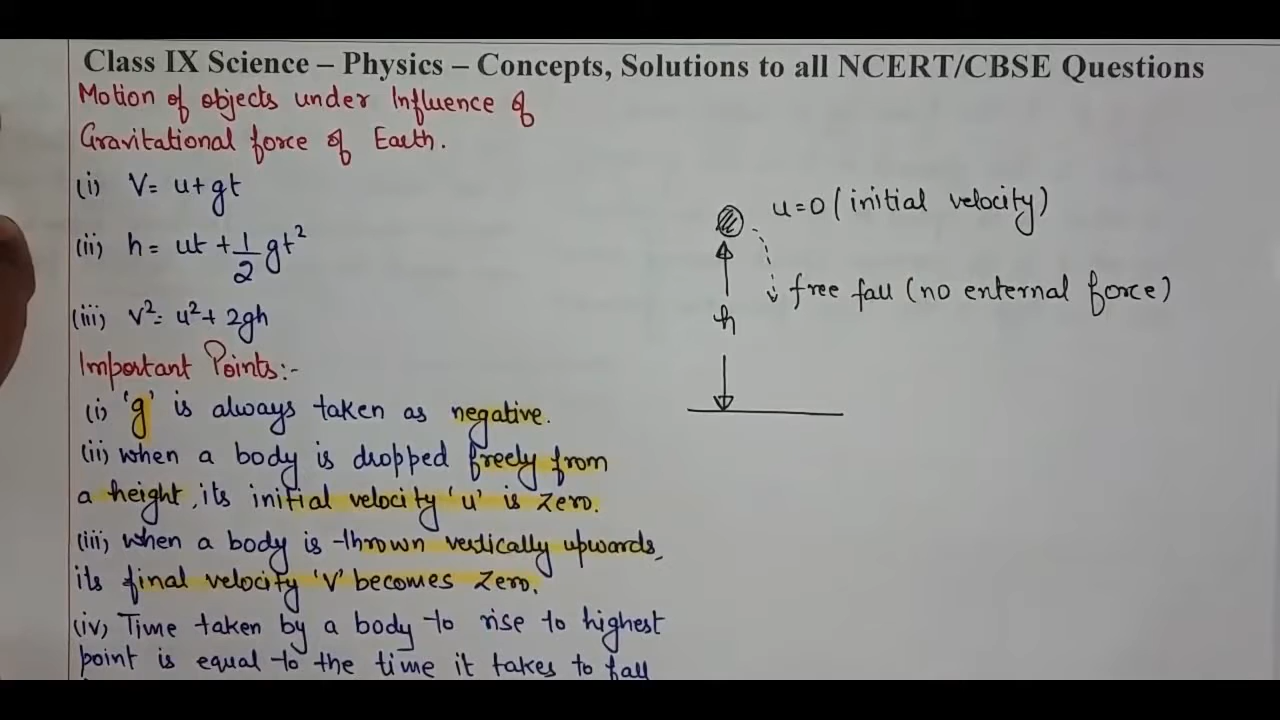 Class IX Science – Physics – Concepts, Solutions to all NCERT/CBSE Questions
Motion of objects under Influence of
Gravitational force of Earth.
(i) V= u+gt
(ii) h= ut + 1/2 gt²
(iii) v²= u²+ 2gh
Important Points:-
(i) 'g' is always taken as negative.
(ii) when a body is dropped freely from
a height, its initial velocity 'u' is zero.
(iii) when a body is thrown vertically upwards,
its final velocity 'V' becomes zero.
(iv) Time taken by a body to rise to highest
point is equal to the time it takes to fall
u=0 (initial velocity)
free fall (no enternal force)
h